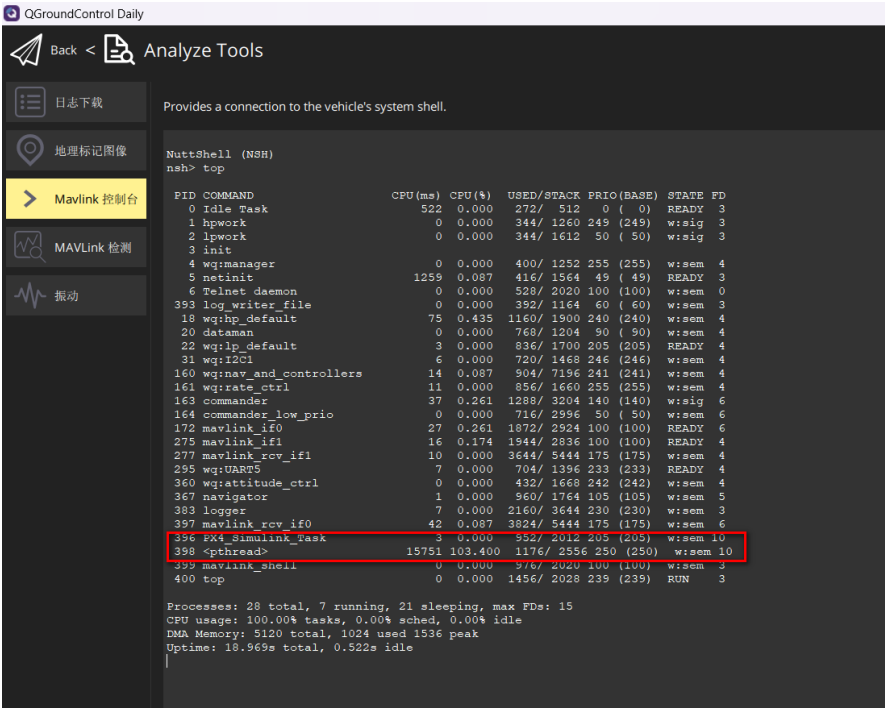 QGroundControl Daily
Back < Analyze Tools
日志下载
地理标记图像
Mavlink 控制台
MAVLink 检测
振动
Provides a connection to the vehicle's system shell.
NuttShell (NSH)
nsh> top
PID COMMAND CPU(ms) CPU(%) USED/STACK PRIO(BASE) STATE FD
0 Idle Task 522 0.000 272/ 512 0 ( 0) READY 3
1 hpwork 0 0.000 344/ 1260 249 (249) w:sig 3
2 lpwork 0 0.000 344/ 1612 50 ( 50) w:sig 3
3 init
4 wq:manager 0 0.000 400/ 1252 255 (255) w:sem 4
5 netinit 1259 0.087 416/ 1564 49 ( 49) READY 3
6 Telnet daemon 0 0.000 528/ 2020 100 (100) w:sem 0
393 log_writer_file 0 0.000 392/ 1164 60 ( 60) w:sem 3
18 wq:hp_default 75 0.435 1160/ 1900 240 (240) w:sem 4
20 dataman 0 0.000 768/ 1204 90 ( 90) w:sem 4
22 wq:lp_default 3 0.000 836/ 1700 205 (205) READY 4
31 wq:I2C1 6 0.000 720/ 1468 246 (246) w:sem 4
160 wq:nav_and_controllers 14 0.087 904/ 7196 241 (241) w:sem 4
161 wq:rate_ctrl 11 0.000 856/ 1660 255 (255) w:sem 4
163 commander 37 0.261 1288/ 3204 140 (140) w:sig 6
164 commander_low_prio 0 0.000 716/ 2996 50 ( 50) w:sem 6
172 mavlink_if0 27 0.261 1872/ 2924 100 (100) READY 6
275 mavlink_if1 16 0.174 1944/ 2836 100 (100) READY 4
277 mavlink_rcv_if1 10 0.000 3644/ 5444 175 (175) w:sem 4
295 wq:UART5 7 0.000 704/ 1396 233 (233) READY 4
360 wq:attitude_ctrl 0 0.000 432/ 1668 242 (242) w:sem 4
367 navigator 1 0.000 960/ 1764 105 (105) w:sem 5
383 logger 7 0.000 2160/ 3644 230 (230) w:sem 3
397 mavlink_rcv_if0 42 0.087 3824/ 5444 175 (175) w:sem 6
396 PX4_Simulink_Task 3 0.000 952/ 2012 205 (205) w:sem 10
398 <pthread> 15751 103.400 1176/ 2556 250 (250) w:sem 10
399 mavlink_shell 0 0.000 976/ 2020 100 (100) w:sem 3
400 top 0 0.000 1456/ 2028 239 (239) RUN 3
Processes: 28 total, 7 running, 21 sleeping, max FDs: 15
CPU usage: 100.00% tasks, 0.00% sched, 0.00% idle
DMA Memory: 5120 total, 1024 used 1536 peak
Uptime: 18.969s total, 0.522s idle